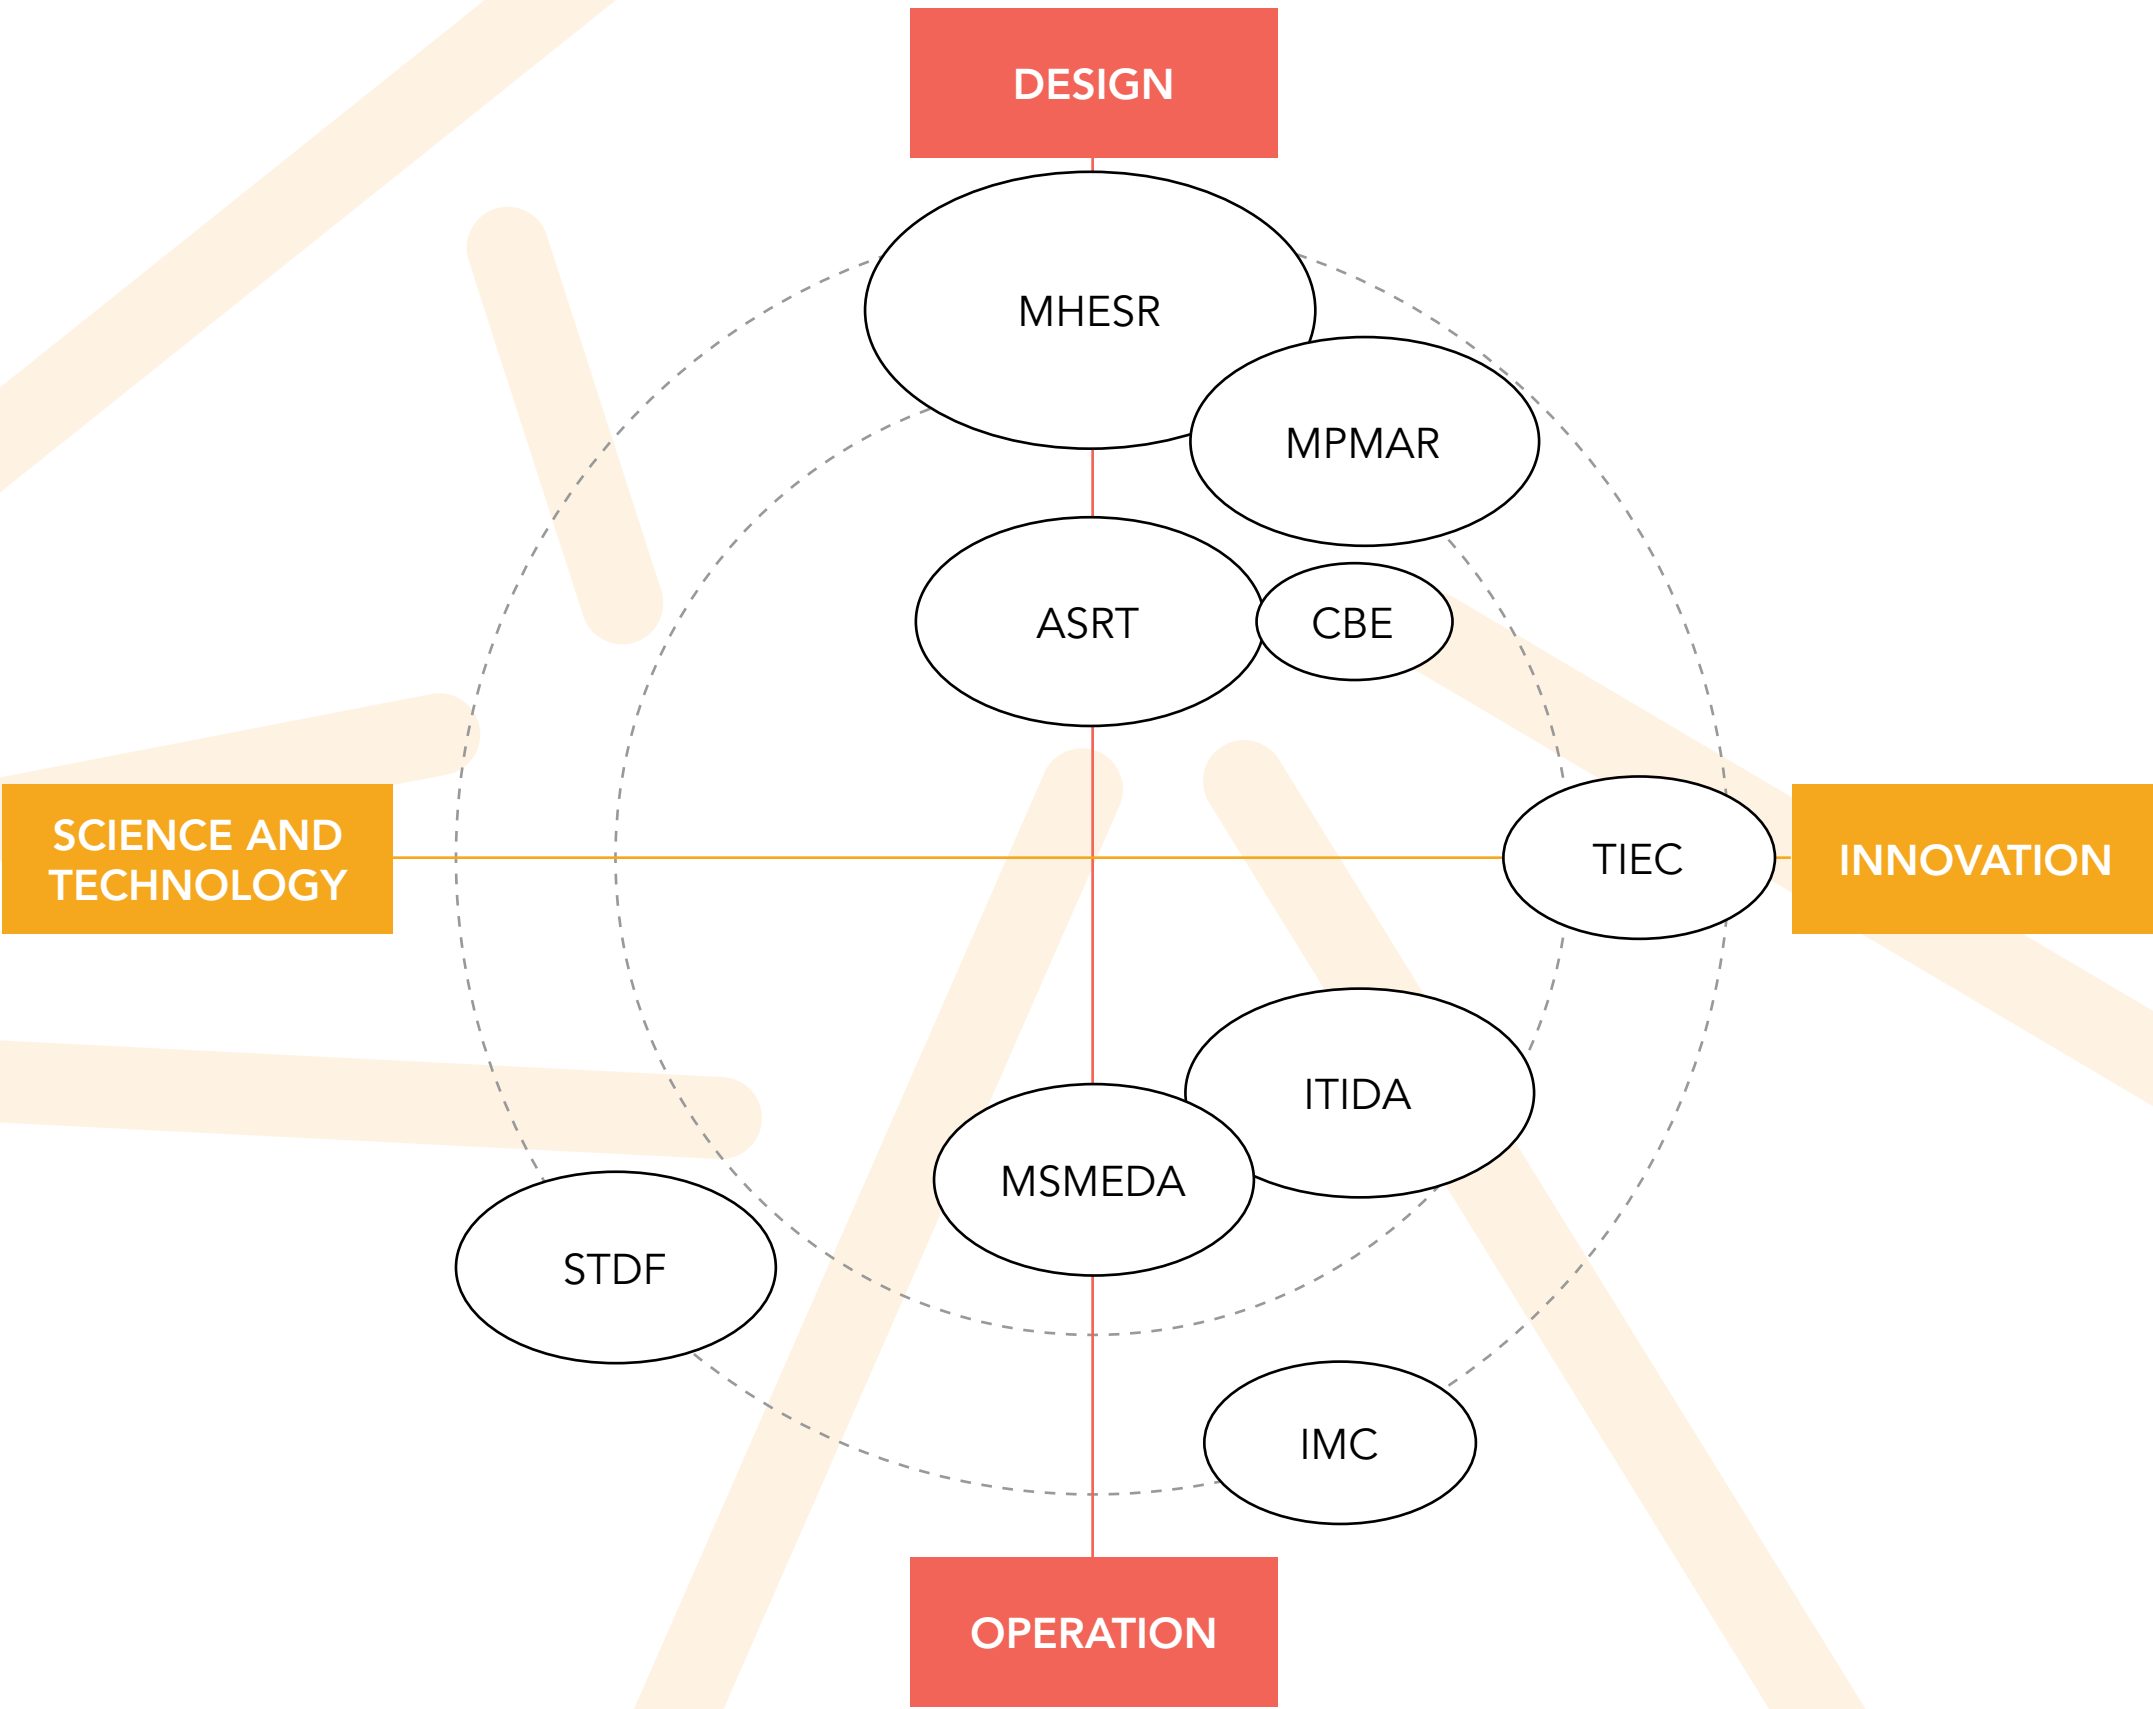 DESIGN
MHESR
MPMAR
ASRT
CBE
SCIENCE AND
TECHNOLOGY
TIEC
INNOVATION
ITIDA
MSMEDA
STDF
IMC
OPERATION